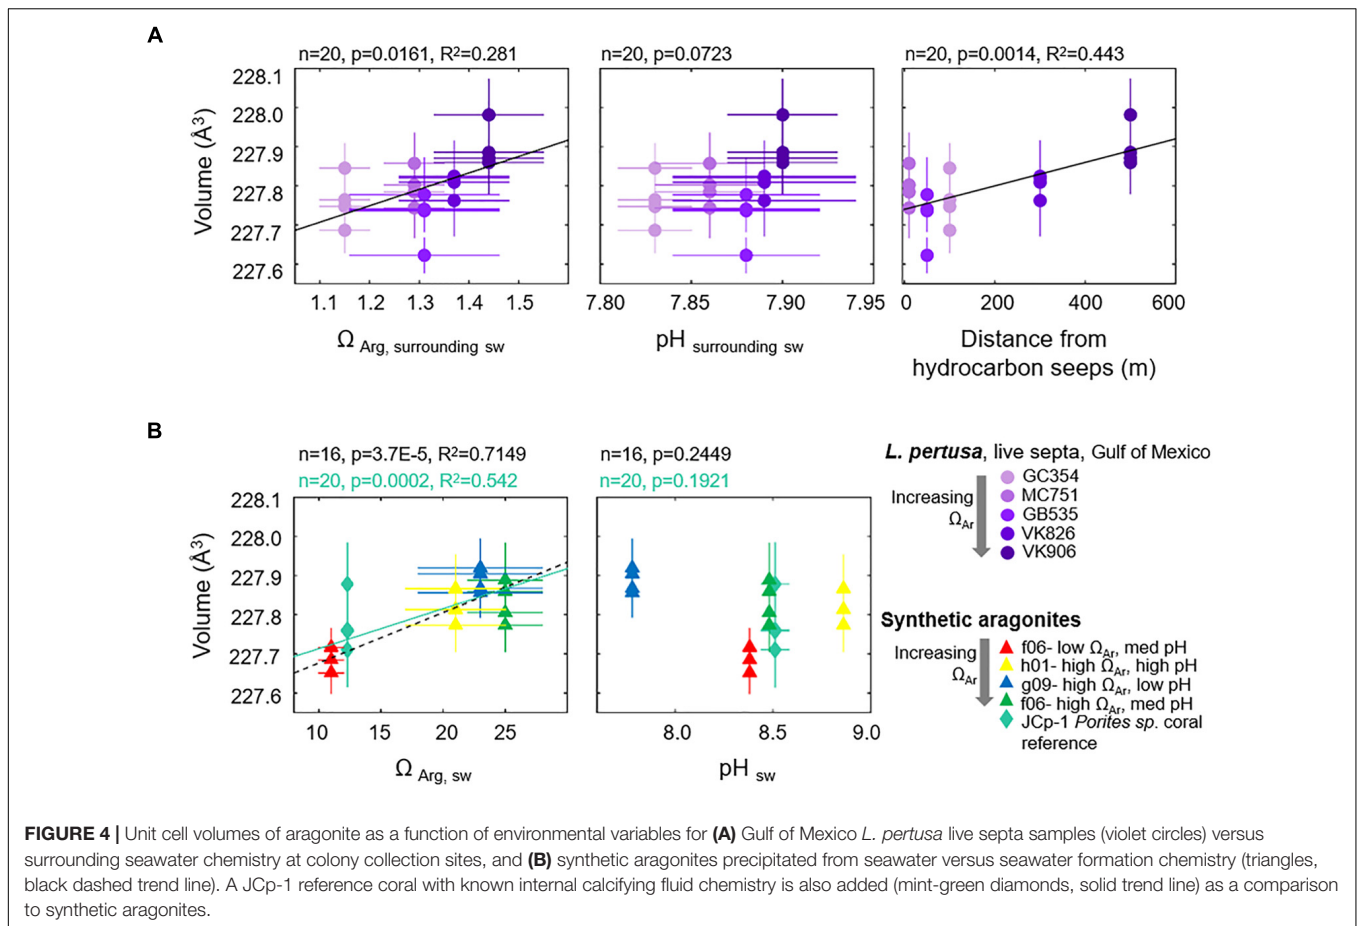 A
n=20, p=0.0161, R²=0.281
n=20, p=0.0723
n=20, p=0.0014, R²=0.443
Volume (Å³)
228.1
228.0
227.9
227.8
227.7
227.6
1.1 1.2 1.3 1.4 1.5
7.80 7.85 7.90 7.95
0 200 400 600
Ω Arg, surrounding sw
pH surrounding sw
Distance from
hydrocarbon seeps (m)
B
n=16, p=3.7E-5, R²=0.7149
n=20, p=0.0002, R²=0.542
n=16, p=0.2449
n=20, p=0.1921
Volume (Å³)
228.1
228.0
227.9
227.8
227.7
227.6
10 15 20 25
8.0 8.5 9.0
Ω Arg, sw
pH sw
L. pertusa, live septa, Gulf of Mexico
Increasing
ΩAr
GC354
MC751
GB535
VK826
VK906
Synthetic aragonites
Increasing
ΩAr
f06- low ΩAr, med pH
h01- high ΩAr, high pH
g09- high ΩAr, low pH
f06- high ΩAr, med pH
JCp-1 Porites sp. coral
reference
FIGURE 4 | Unit cell volumes of aragonite as a function of environmental variables for (A) Gulf of Mexico L. pertusa live septa samples (violet circles) versus
surrounding seawater chemistry at colony collection sites, and (B) synthetic aragonites precipitated from seawater versus seawater formation chemistry (triangles,
black dashed trend line). A JCp-1 reference coral with known internal calcifying fluid chemistry is also added (mint-green diamonds, solid trend line) as a comparison
to synthetic aragonites.